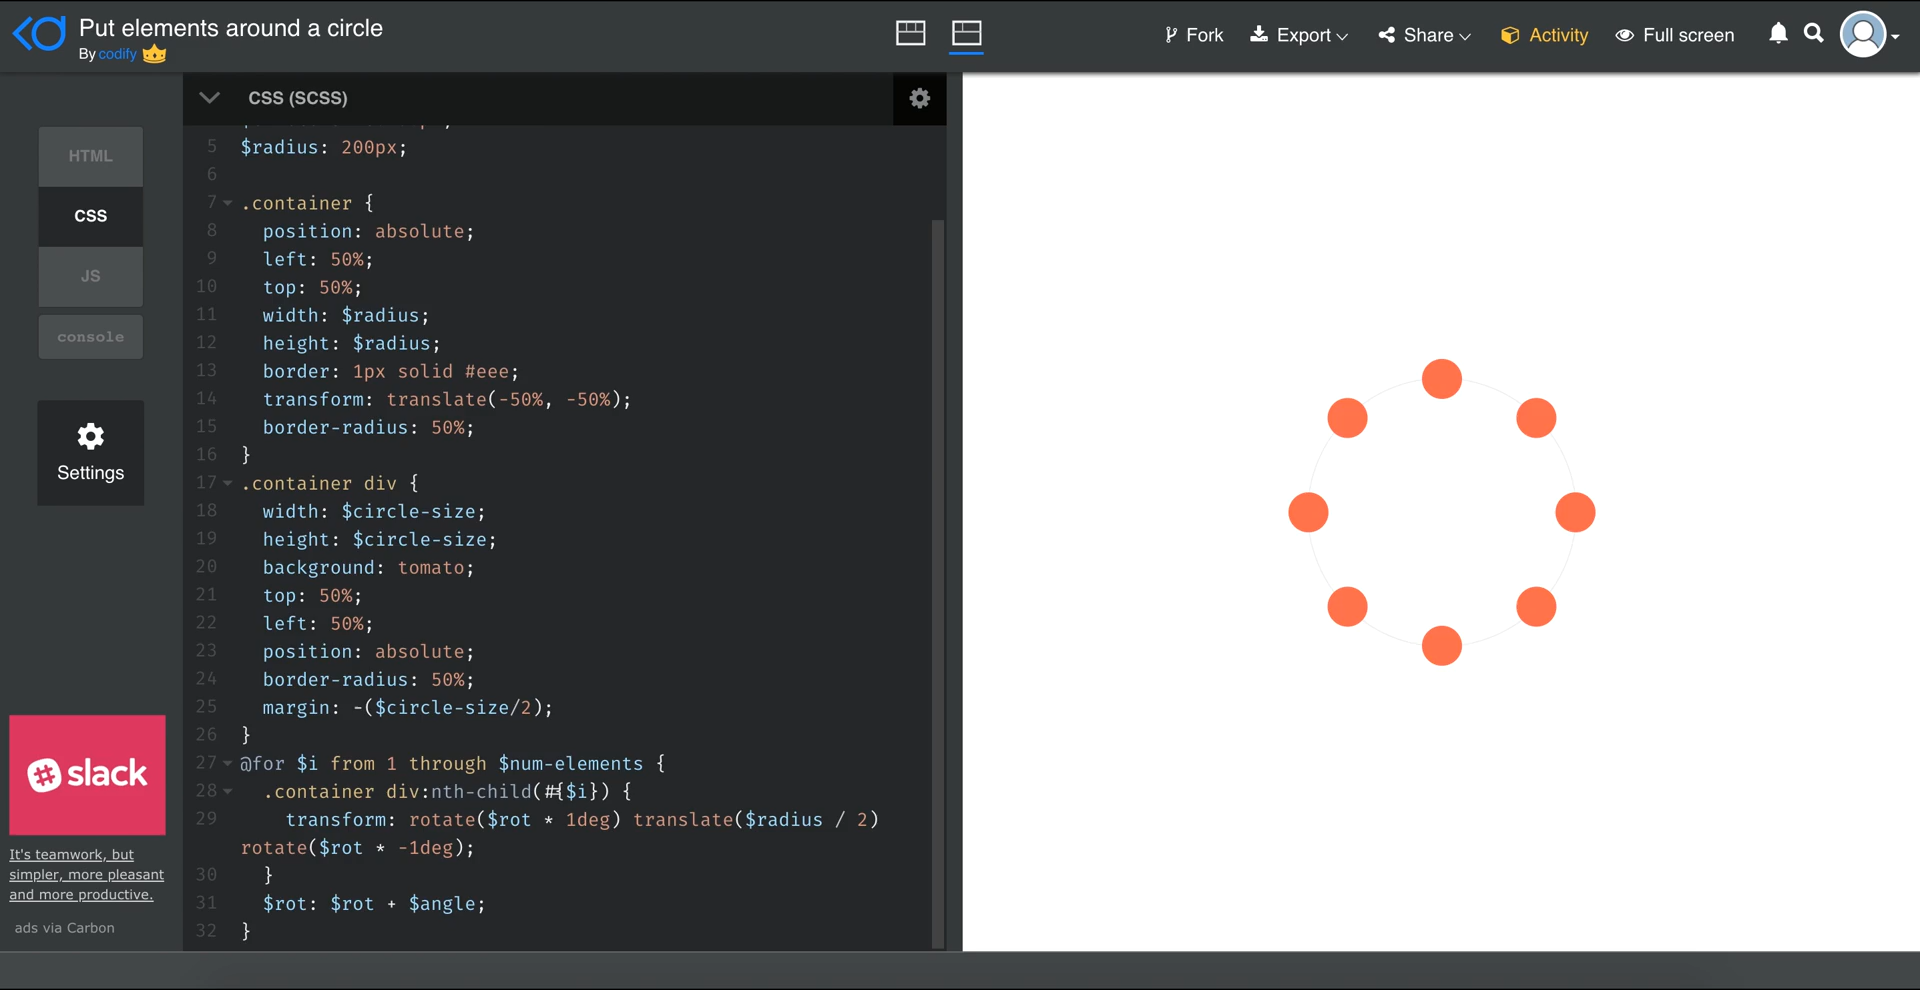 Put elements around a circle
By codify
Fork
Export
Share
Activity
Full screen
CSS (SCSS)
HTML
CSS
JS
console
Settings
5 $radius: 200px;
6
7 .container {
8 position: absolute;
9 left: 50%;
10 top: 50%;
11 width: $radius;
12 height: $radius;
13 border: 1px solid #eee;
14 transform: translate(-50%, -50%);
15 border-radius: 50%;
16 }
17 .container div {
18 width: $circle-size;
19 height: $circle-size;
20 background: tomato;
21 top: 50%;
22 left: 50%;
23 position: absolute;
24 border-radius: 50%;
25 margin: -($circle-size/2);
26 }
27 @for $i from 1 through $num-elements {
28 .container div:nth-child(#{$i}) {
29 transform: rotate($rot * 1deg) translate($radius / 2)
rotate($rot * -1deg);
30 }
31 $rot: $rot + $angle;
32 }
slack
It's teamwork, but
simpler, more pleasant
and more productive.
ads via Carbon